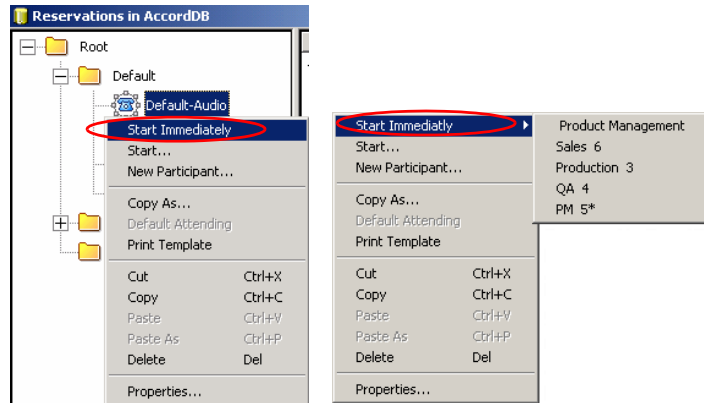 Reservations in AccordDB
Root
Default
Default-Audio
Start Immediately
Start...
New Participant...
Copy As...
Default Attending
Print Template
Cut Ctrl+X
Copy Ctrl+C
Paste Ctrl+V
Paste As Ctrl+P
Delete Del
Properties...
Start Immediatly
Start...
New Participant...
Copy As...
Default Attending
Print Template
Cut Ctrl+X
Copy Ctrl+C
Paste Ctrl+V
Paste As Ctrl+P
Delete Del
Properties...
Product Management
Sales 6
Production 3
QA 4
PM 5*